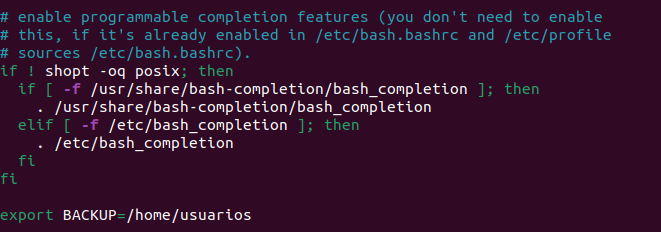 # enable programmable completion features (you don't need to enable
# this, if it's already enabled in /etc/bash.bashrc and /etc/profile
# sources /etc/bash.bashrc).
if ! shopt -oq posix; then
  if [ -f /usr/share/bash-completion/bash_completion ]; then
    . /usr/share/bash-completion/bash_completion
  elif [ -f /etc/bash_completion ]; then
    . /etc/bash_completion
  fi
fi

export BACKUP=/home/usuarios